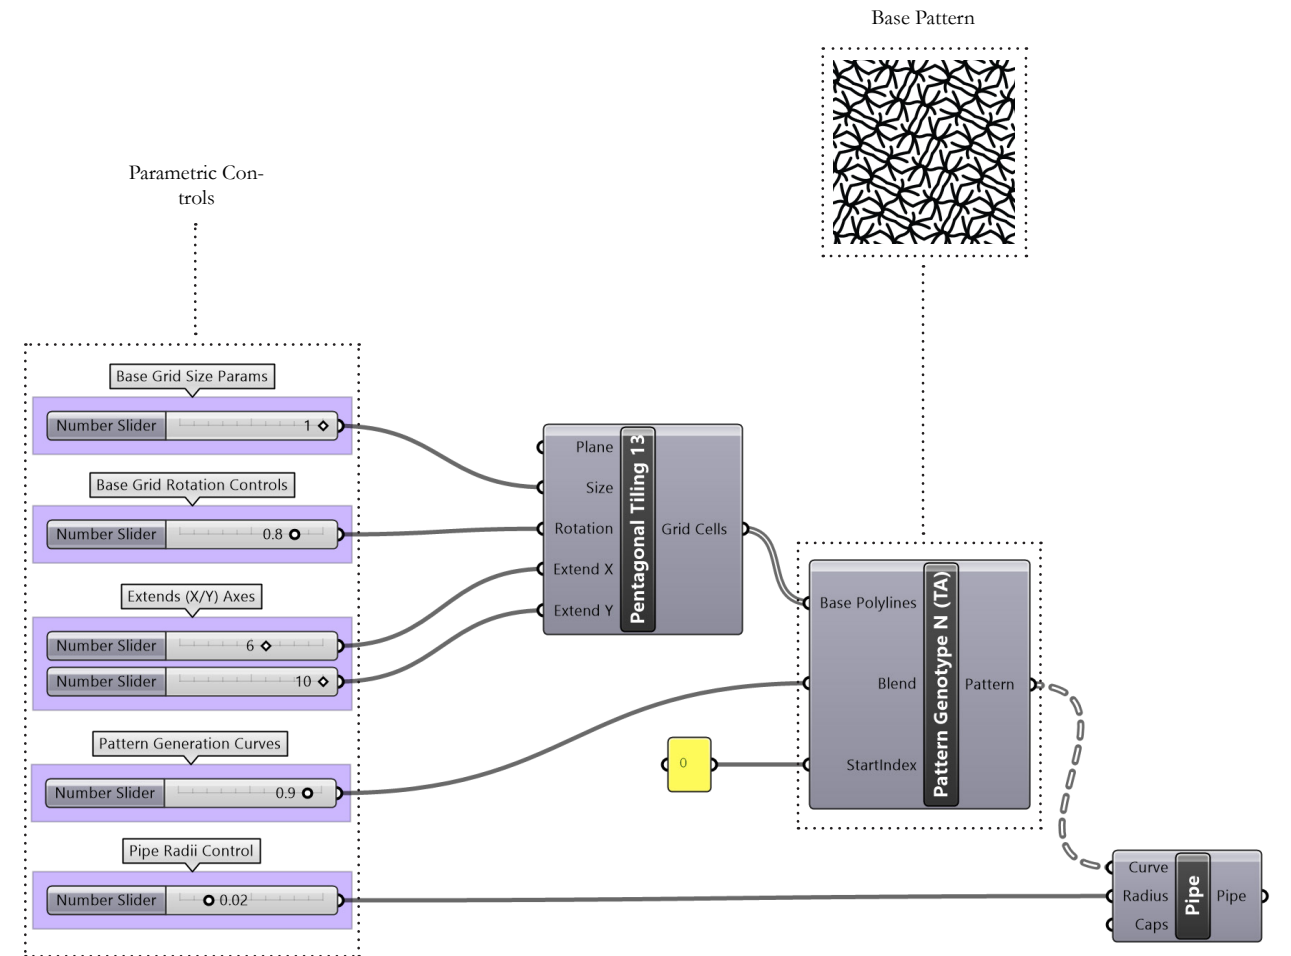 Base Pattern
Parametric Con-
trols
Base Grid Size Params
Number Slider 1
Base Grid Rotation Controls
Number Slider 0.8
Extends (X/Y) Axes
Number Slider 6
Number Slider 10
Pattern Generation Curves
Number Slider 0.9
Pipe Radii Control
Number Slider 0.02
Plane
Size
Rotation
Extend X
Extend Y
Pentagonal Tiling 13
Grid Cells
0
Base Polylines
Blend
StartIndex
Pattern Genotype N (TA)
Pattern
Curve
Radius
Caps
Pipe
Pipe